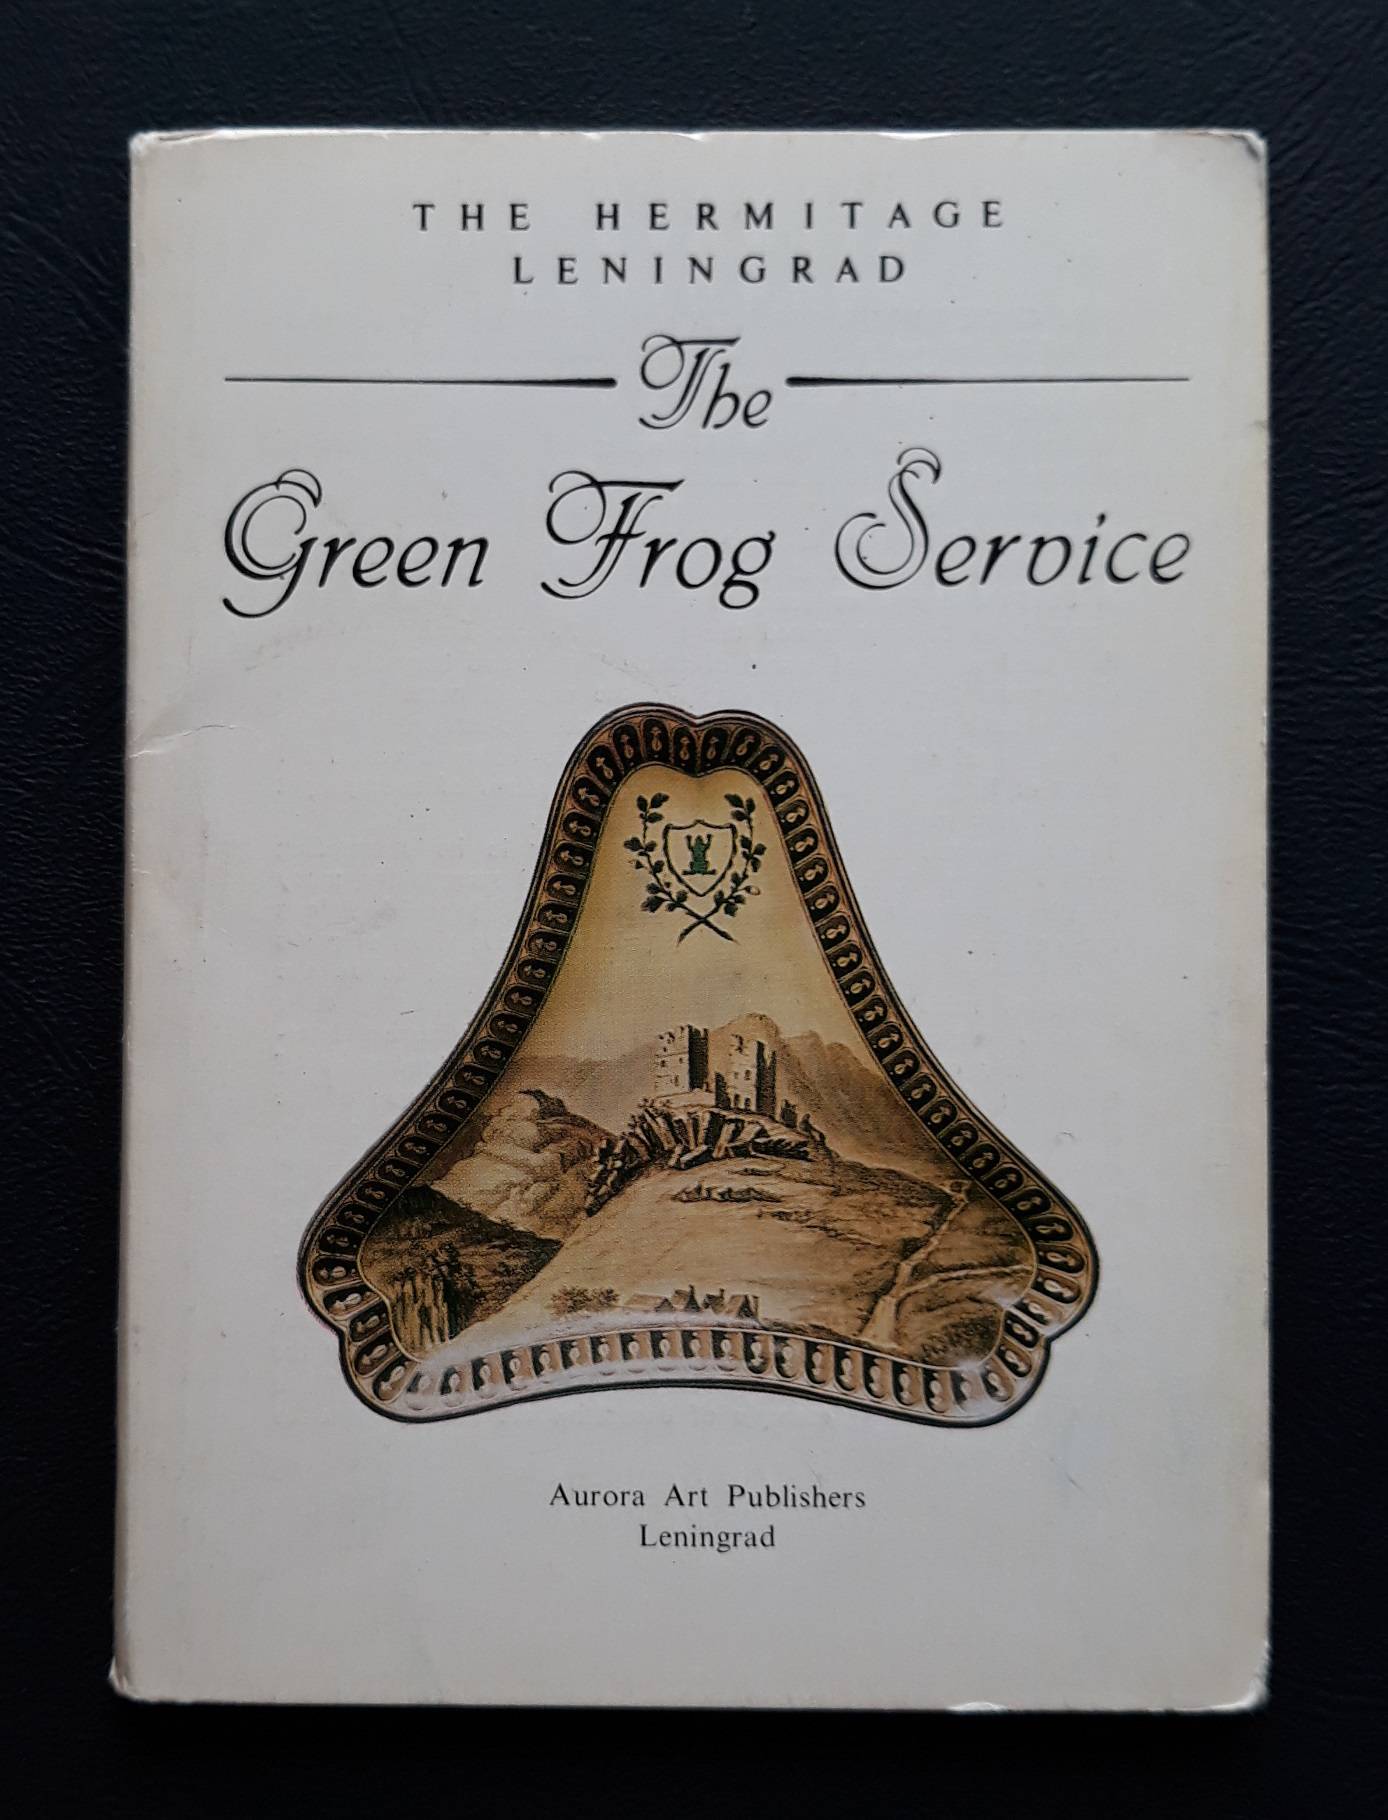 THE HERMITAGE
LENINGRAD
The
Green Frog Service
Aurora Art Publishers
Leningrad